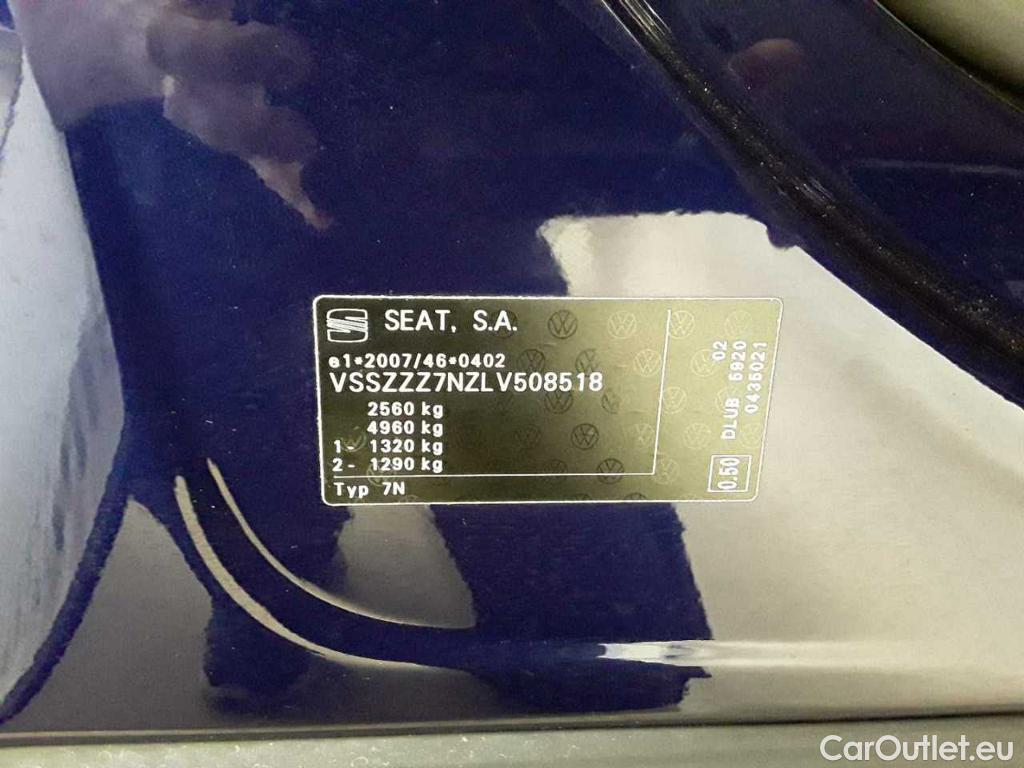 SEAT, S.A.
e1*2007/46*0402
VSSZZZ7NZLV508518
2560 kg
4960 kg
1- 1320 kg
2- 1290 kg
Typ 7N
02
DLUB 5920
0435021
0.50
CarOutlet.eu